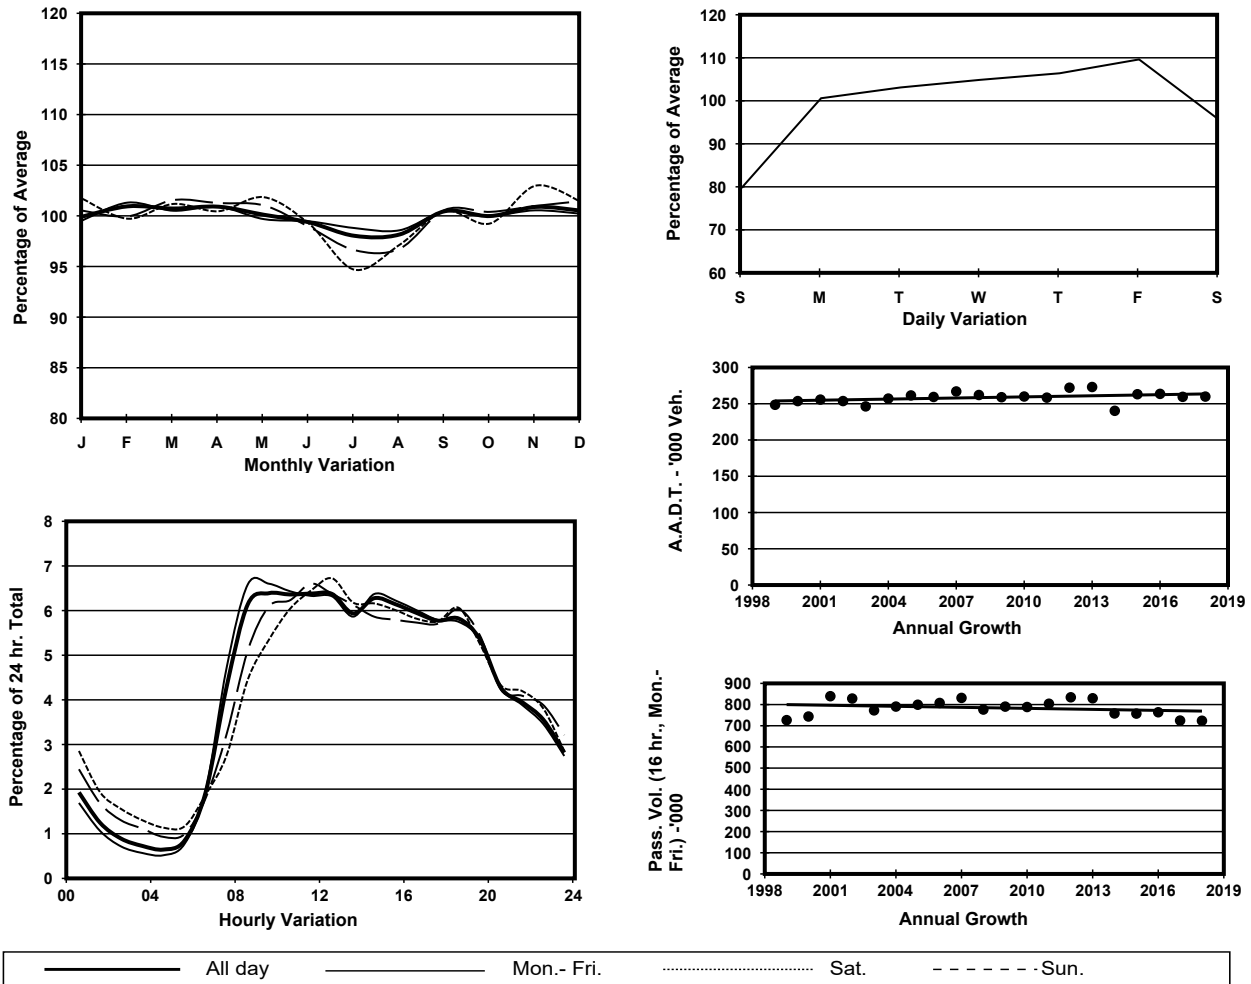 120
115
110
105
100
95
90
85
80
Percentage of Average
J F M A M J J A S O N D
Monthly Variation
120
110
100
90
80
70
60
Percentage of Average
S M T W T F S
Daily Variation
300
250
200
150
100
50
0
A.A.D.T. - '000 Veh.
1998 2001 2004 2007 2010 2013 2016 2019
Annual Growth
8
7
6
5
4
3
2
1
0
Percentage of 24 hr. Total
00 04 08 12 16 20 24
Hourly Variation
900
800
700
600
500
400
300
200
100
0
Pass. Vol. (16 hr., Mon.-
Fri.) -'000
1998 2001 2004 2007 2010 2013 2016 2019
Annual Growth
All day Mon.- Fri. Sat. Sun.